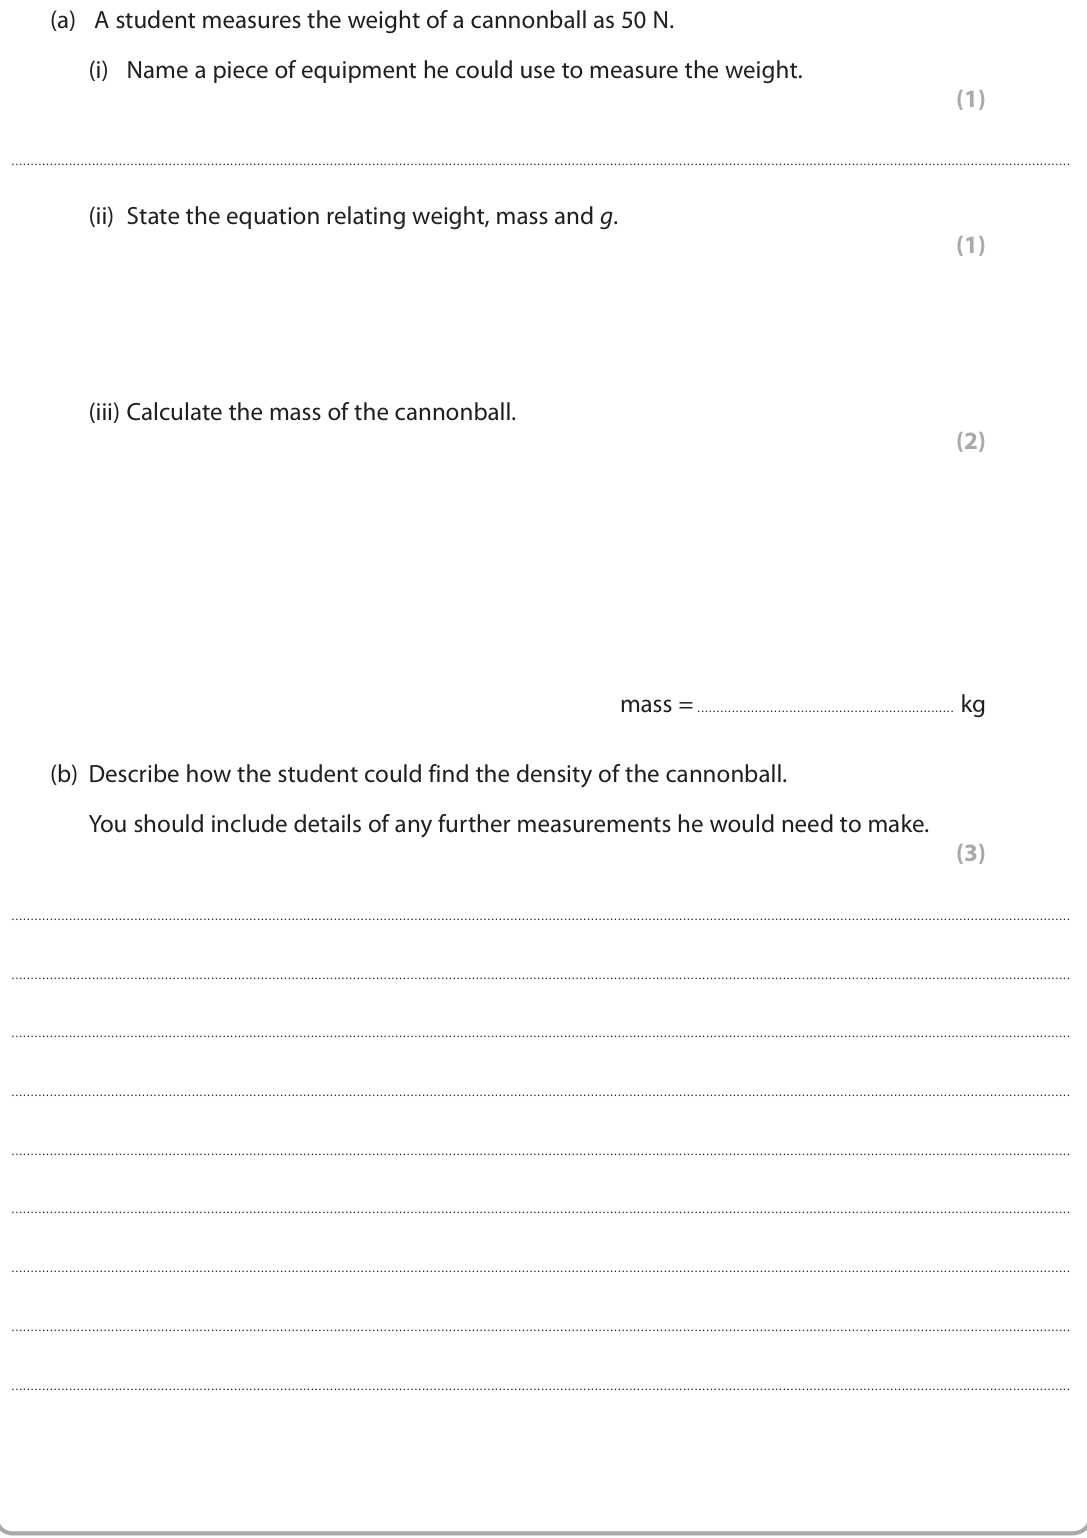 (a) A student measures the weight of a cannonball as 50 N.
(i) Name a piece of equipment he could use to measure the weight.
(1)
(ii) State the equation relating weight, mass and g.
(1)
(iii) Calculate the mass of the cannonball.
(2)
mass = ........................................ kg
(b) Describe how the student could find the density of the cannonball.
You should include details of any further measurements he would need to make.
(3)